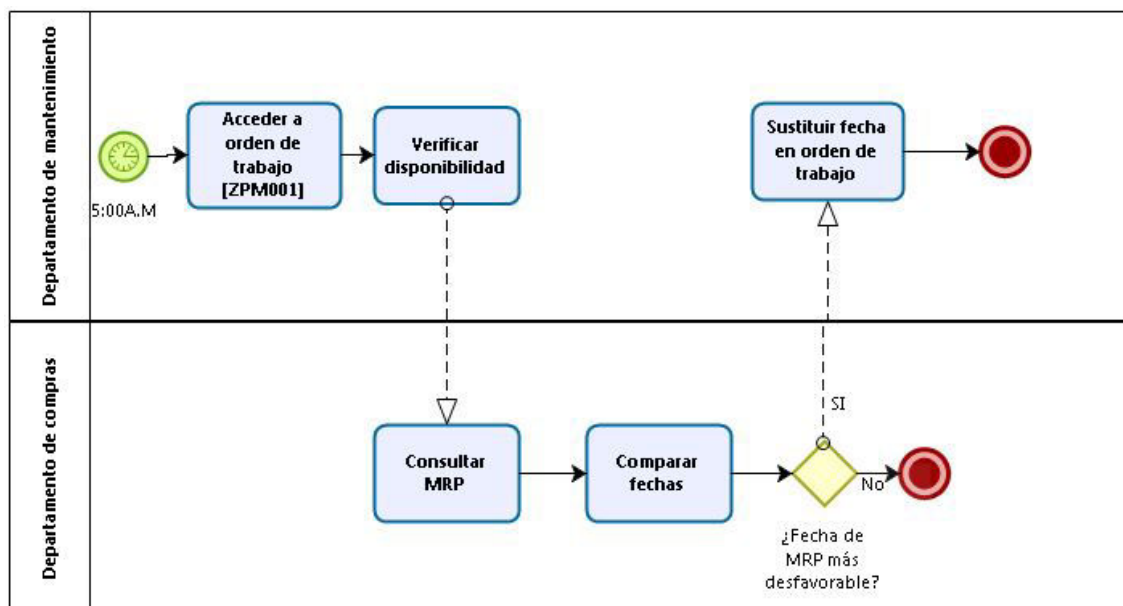 Departamento de mantenimiento
5:00A.M
Acceder a
orden de
trabajo
[ZPM001]
Verificar
disponibilidad
Sustituir fecha
en orden de
trabajo
Departamento de compras
Consultar
MRP
Comparar
fechas
SI
No
¿Fecha de
MRP más
desfavorable?